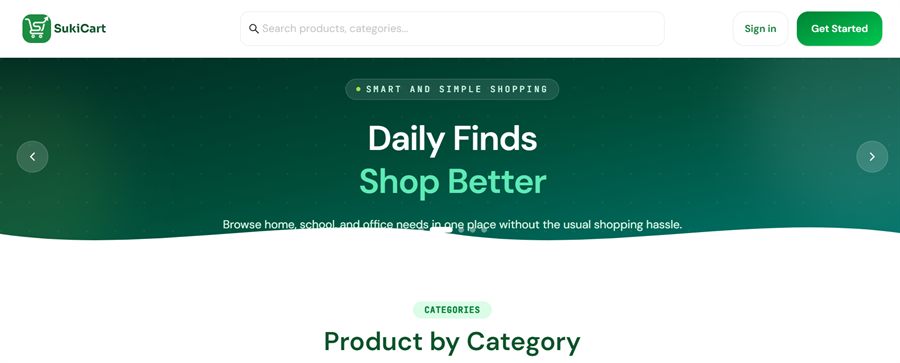 SukiCart
Search products, categories...
Sign in
Get Started
SMART AND SIMPLE SHOPPING
Daily Finds
Shop Better
Browse home, school, and office needs in one place without the usual shopping hassle.
CATEGORIES
Product by Category